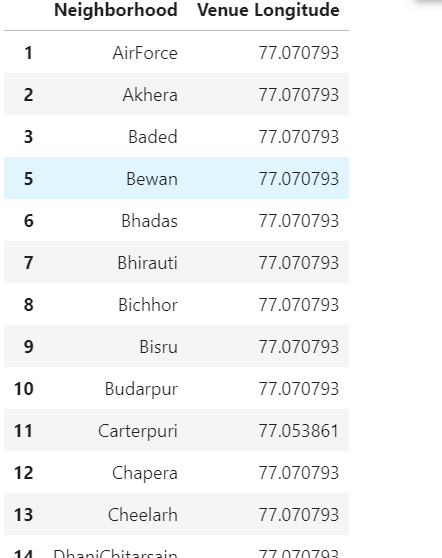 Neighborhood Venue Longitude
1 AirForce 77.070793
2 Akhera 77.070793
3 Baded 77.070793
5 Bewan 77.070793
6 Bhadas 77.070793
7 Bhirauti 77.070793
8 Bichhor 77.070793
9 Bisru 77.070793
10 Budarpur 77.070793
11 Carterpuri 77.053861
12 Chapera 77.070793
13 Cheelarh 77.070793
14 DhaniChitarsain 77.070793